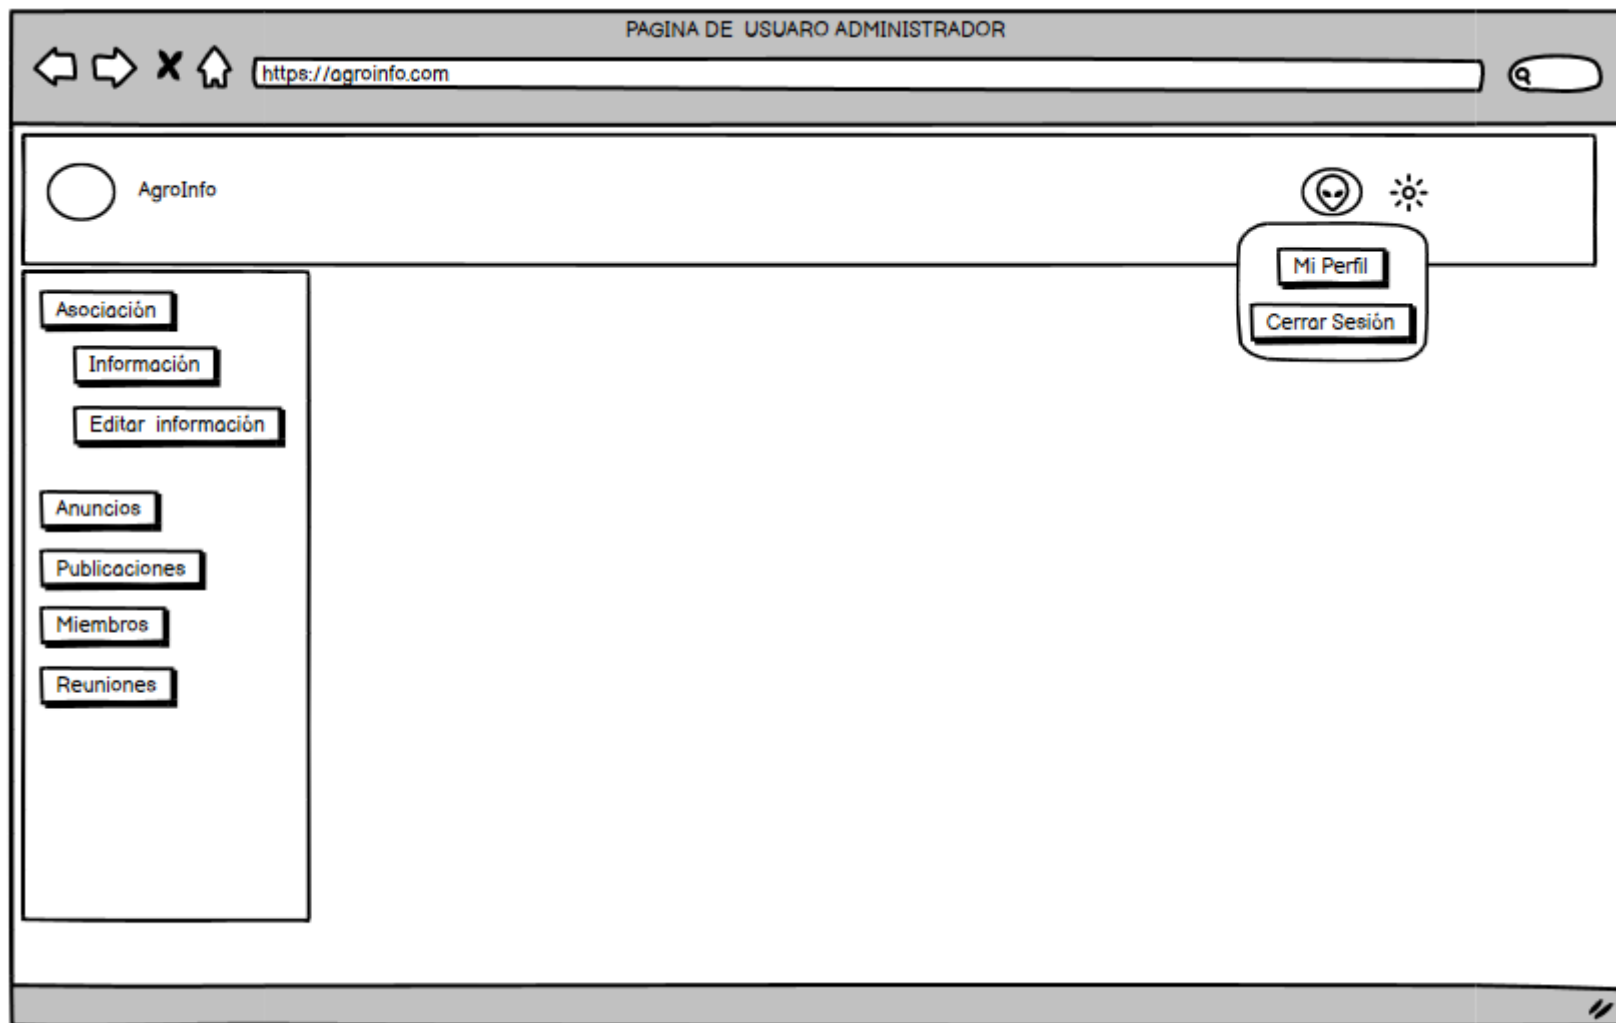 PAGINA DE USUARO ADMINISTRADOR
https://agroinfo.com
AgroInfo
Mi Perfil
Cerrar Sesión
Asociación
Información
Editar información
Anuncios
Publicaciones
Miembros
Reuniones